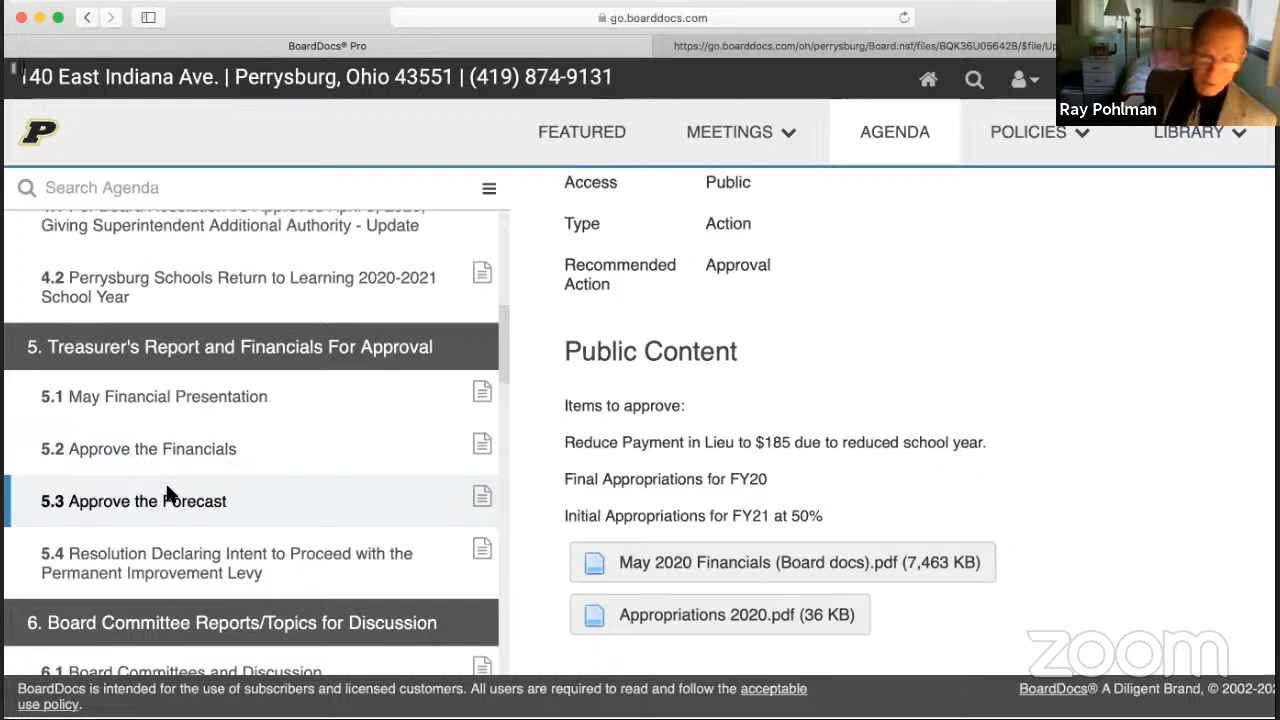 go.boarddocs.com
BoardDocs® Pro
https://go.boarddocs.com/oh/perrysburg/Board.nsf/files/BQK36U05642B/$file/Up
140 East Indiana Ave. | Perrysburg, Ohio 43551 | (419) 874-9131
Ray Pohlman
P
FEATURED
MEETINGS
AGENDA
POLICIES
LIBRARY
Search Agenda
Giving Superintendent Additional Authority - Update
4.2 Perrysburg Schools Return to Learning 2020-2021
School Year
5. Treasurer's Report and Financials For Approval
5.1 May Financial Presentation
5.2 Approve the Financials
5.3 Approve the Forecast
5.4 Resolution Declaring Intent to Proceed with the
Permanent Improvement Levy
6. Board Committee Reports/Topics for Discussion
6.1 Board Committees and Discussion
Access Public
Type Action
Recommended Approval
Action
Public Content
Items to approve:
Reduce Payment in Lieu to $185 due to reduced school year.
Final Appropriations for FY20
Initial Appropriations for FY21 at 50%
May 2020 Financials (Board docs).pdf (7,463 KB)
Appropriations 2020.pdf (36 KB)
zoom
BoardDocs is intended for the use of subscribers and licensed customers. All users are required to read and follow the acceptable
use policy.
BoardDocs® A Diligent Brand, © 2002-202